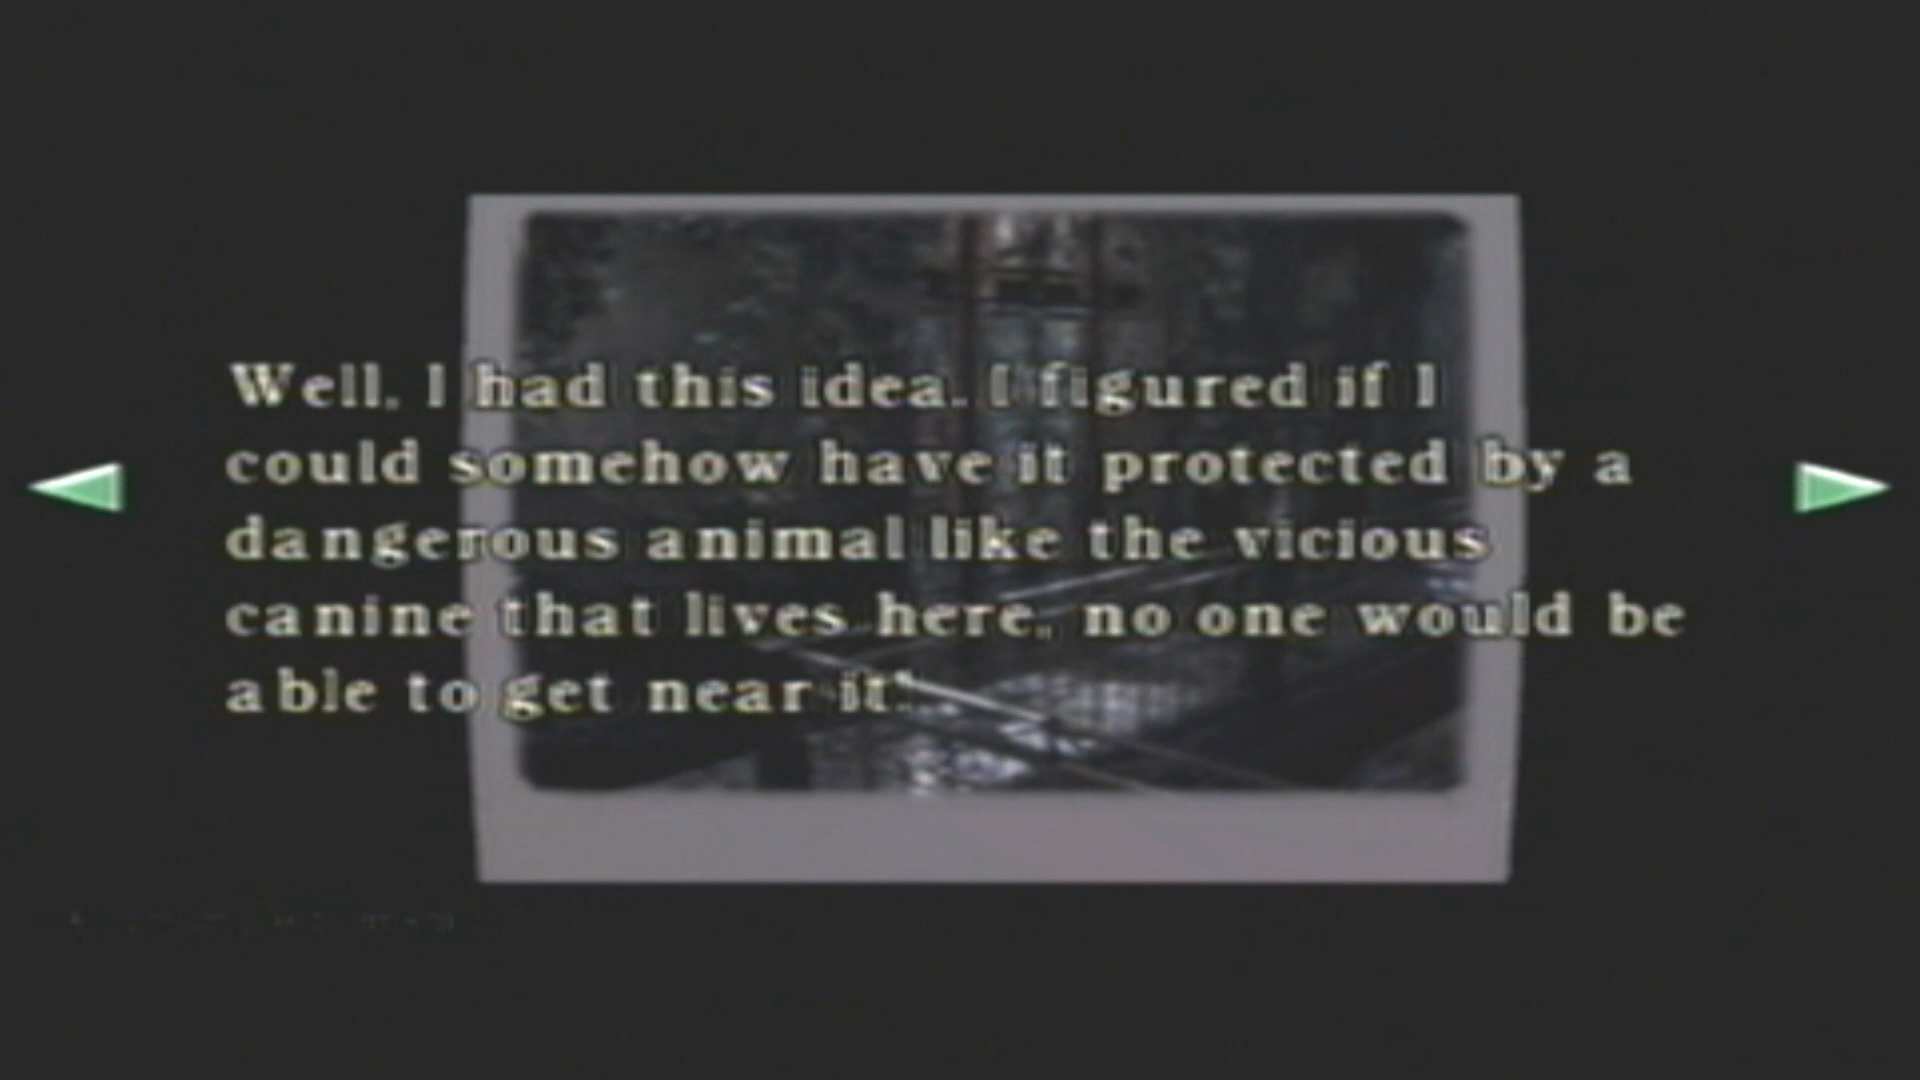 Well, I had this idea. I figured if I
could somehow have it protected by a
dangerous animal like the vicious
canine that lives here, no one would be
able to get near it!